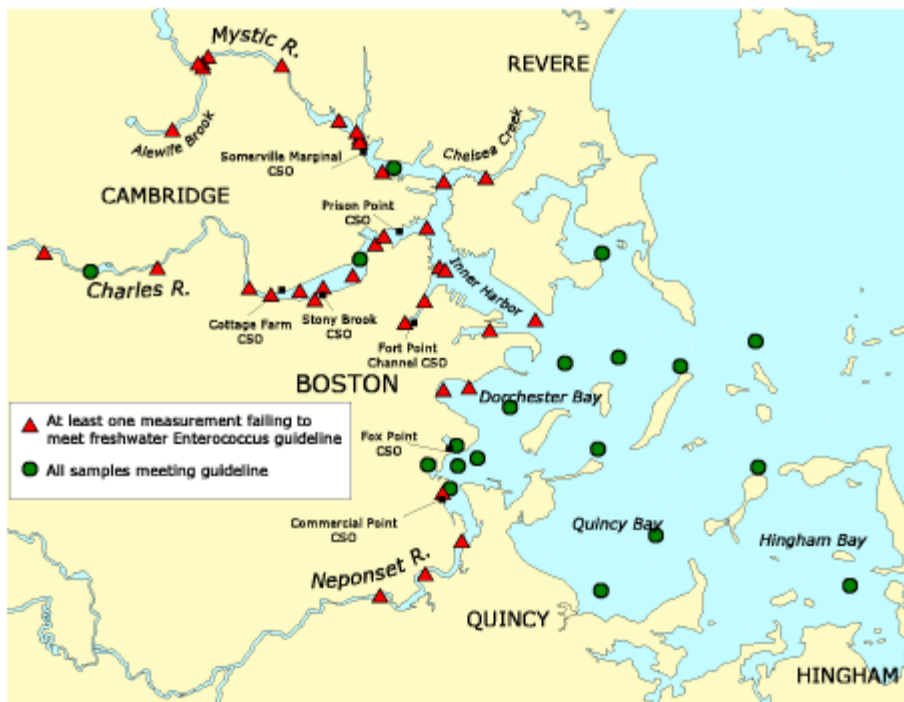 Mystic R.
REVERE
Alewife Brook
Chelsea Creek
Somerville Marginal
CSO
CAMBRIDGE
Prison Point
CSO
Charles R.
Inner Harbor
Cottage Farm
CSO
Stony Brook
CSO
Fort Point
Channel CSO
BOSTON
Dorchester Bay
At least one measurement failing to
meet freshwater Enterococcus guideline
All samples meeting guideline
Fox Point
CSO
Commercial Point
CSO
Quincy Bay
Hingham Bay
Neponset R.
QUINCY
HINGHAM